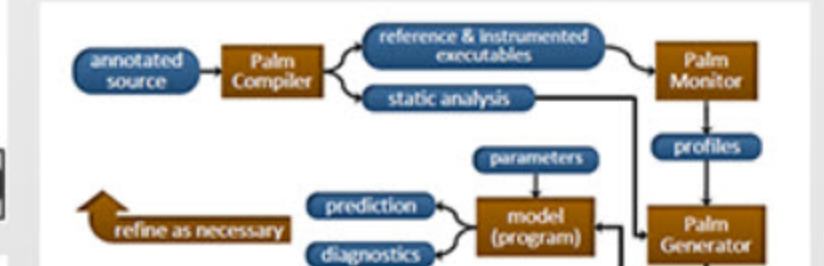 annotated
source
Palm
Compiler
reference & instrumented
executables
static analysis
Palm
Monitor
profiles
parameters
prediction
model
(program)
Palm
Generator
refine as necessary
diagnostics